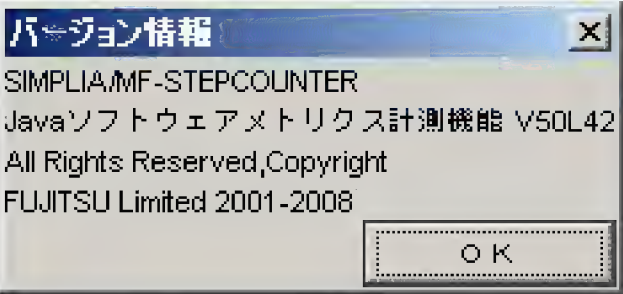 バージョン情報
SIMPLIA/MF-STEPCOUNTER
Javaソフトウェアメトリクス計測機能 V50L42
All Rights Reserved,Copyright
FUJITSU Limited 2001-2008
ＯＫ